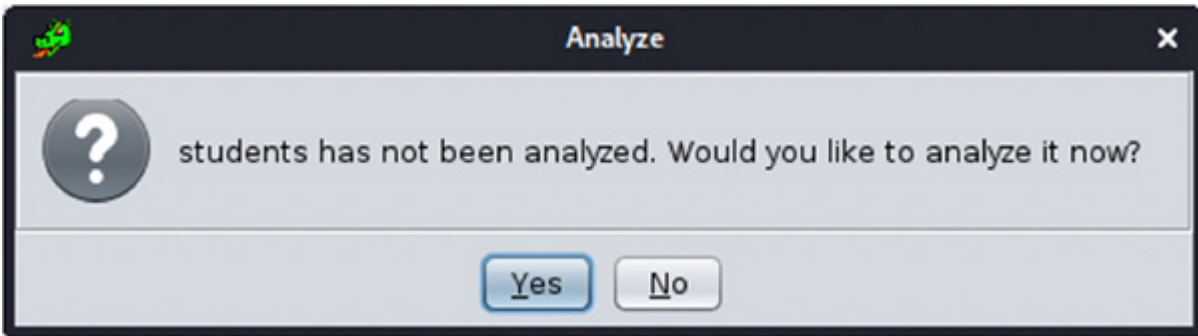 Analyze
students has not been analyzed. Would you like to analyze it now?
Yes No